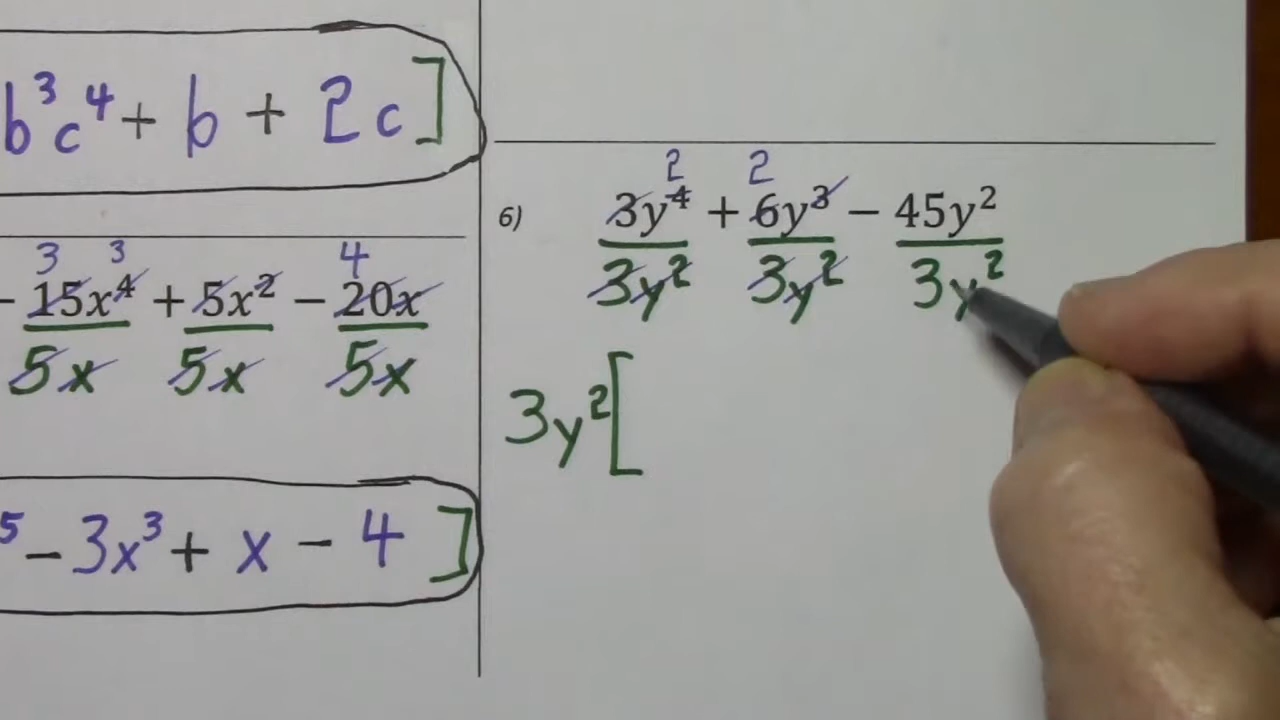 b³c⁴ + b + 2c]
3 3 4
- 15x⁴ + 5x² - 20x
5x 5x 5x
⁵ - 3x³ + x - 4]
2 2
6) 3y⁴ + 6y³ - 45y²
3y² 3y² 3y²
3y²[